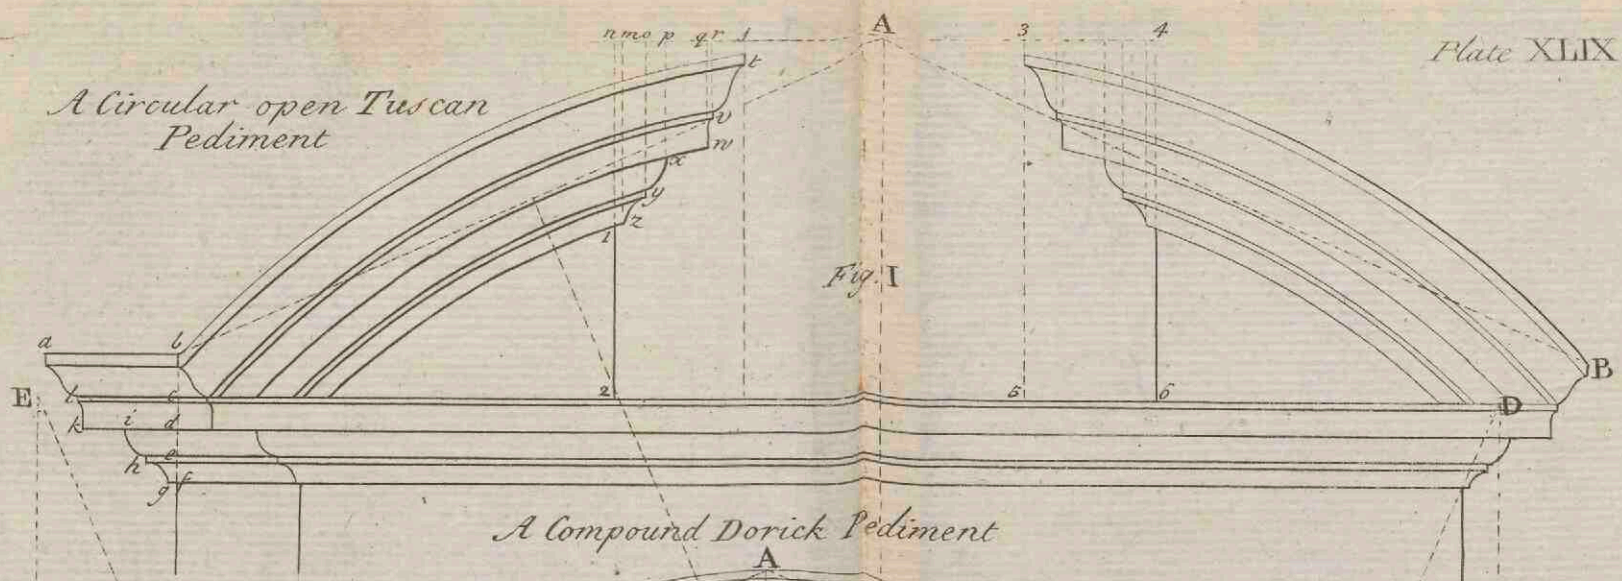 Plate XLIX
n m o p q r s A 3 4
A Circular open Tuscan
Pediment
t
v
w
x
y
z
1
Fig. I
a b B
E l c 2 5 6 D
k i d
h e
g f
A Compound Dorick Pediment
A